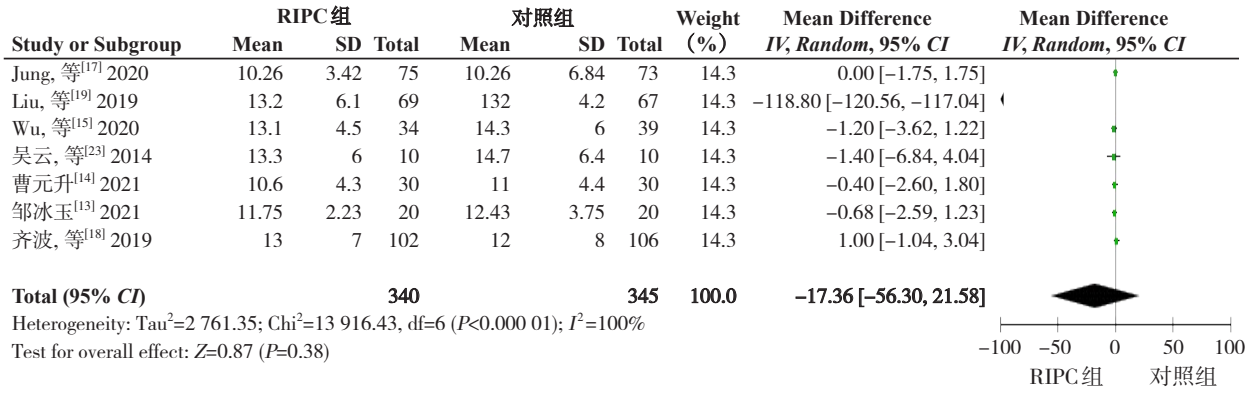 RIPC组 对照组 Weight Mean Difference Mean Difference
Study or Subgroup Mean SD Total Mean SD Total （%） IV, Random, 95% CI IV, Random, 95% CI
Jung, 等[17] 2020 10.26 3.42 75 10.26 6.84 73 14.3 0.00 [−1.75, 1.75]
Liu, 等[19] 2019 13.2 6.1 69 132 4.2 67 14.3 −118.80 [−120.56, −117.04]
Wu, 等[15] 2020 13.1 4.5 34 14.3 6 39 14.3 −1.20 [−3.62, 1.22]
吴云, 等[23] 2014 13.3 6 10 14.7 6.4 10 14.3 −1.40 [−6.84, 4.04]
曹元升[14] 2021 10.6 4.3 30 11 4.4 30 14.3 −0.40 [−2.60, 1.80]
邹冰玉[13] 2021 11.75 2.23 20 12.43 3.75 20 14.3 −0.68 [−2.59, 1.23]
齐波, 等[18] 2019 13 7 102 12 8 106 14.3 1.00 [−1.04, 3.04]
Total (95% CI) 340 345 100.0 −17.36 [−56.30, 21.58]
Heterogeneity: Tau²=2 761.35; Chi²=13 916.43, df=6 (P<0.000 01); I²=100%
Test for overall effect: Z=0.87 (P=0.38)
−100 −50 0 50 100
RIPC组 对照组